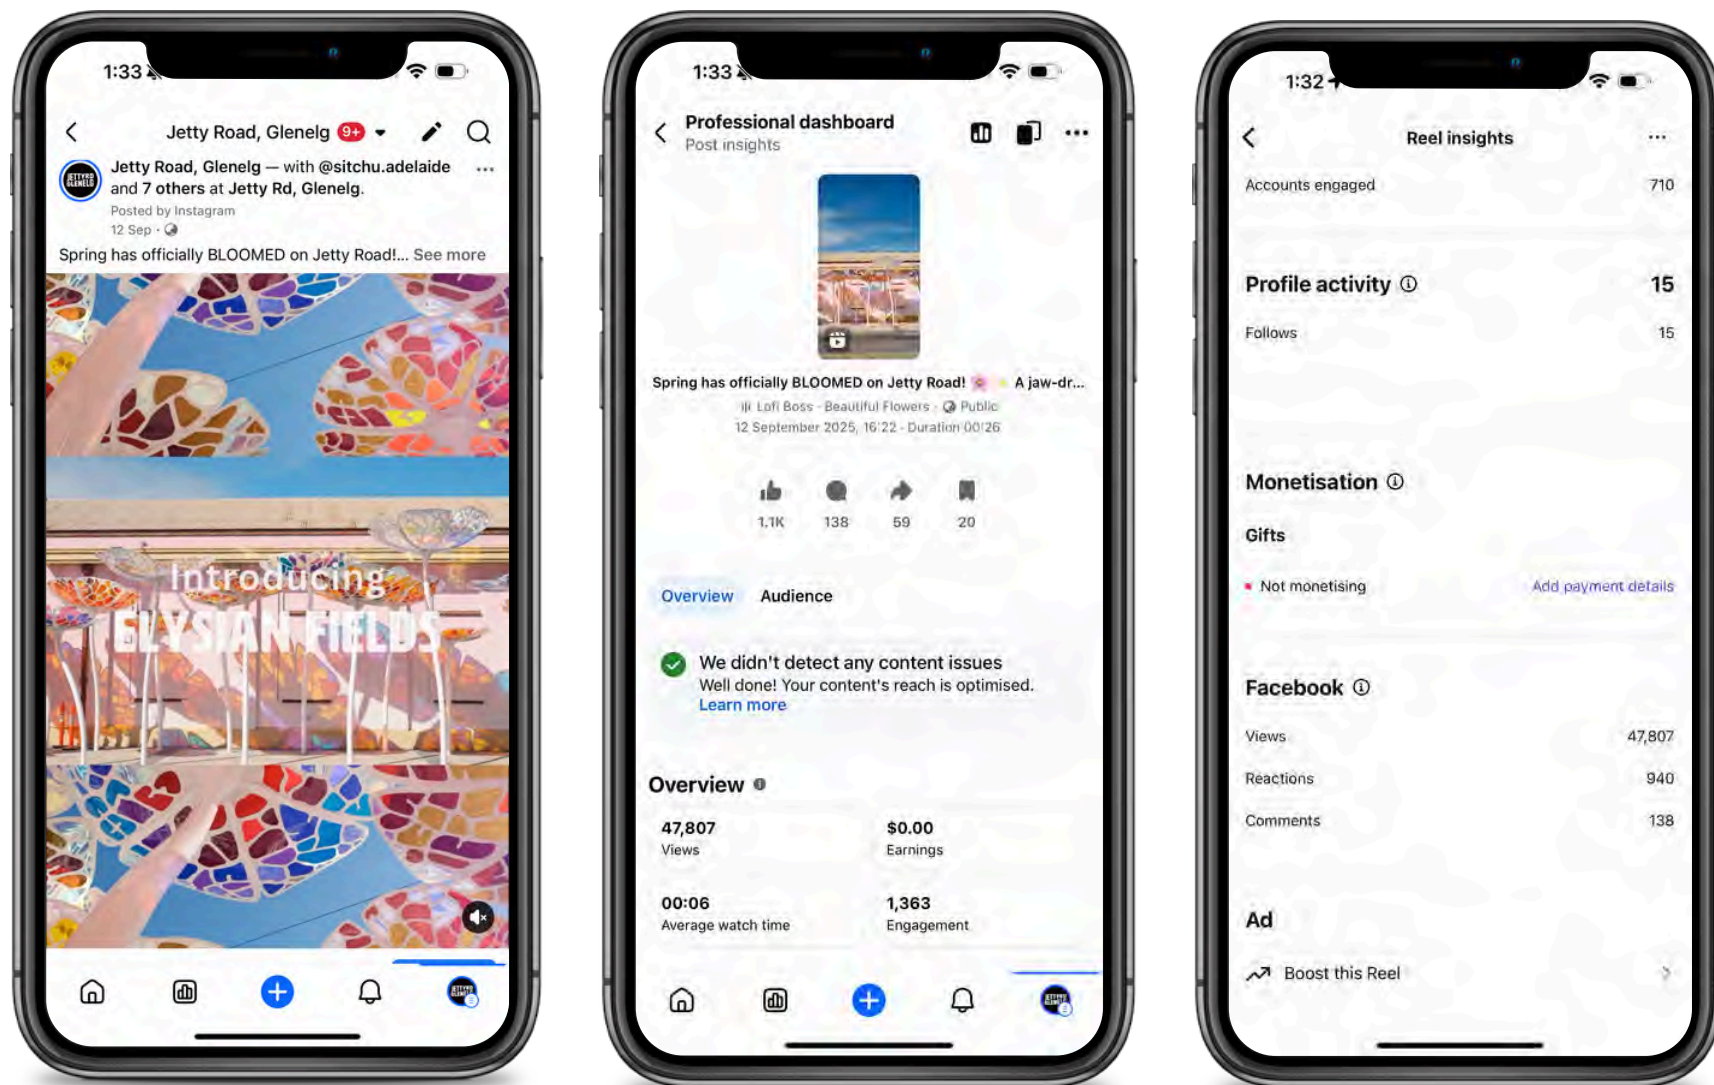 1:33
Jetty Road, Glenelg 9+
JETTYRD
GLENELG
Jetty Road, Glenelg — with @sitchu.adelaide
and 7 others at Jetty Rd, Glenelg.
Posted by Instagram
12 Sep ·
Spring has officially BLOOMED on Jetty Road!... See more
Introducing
ELYSIAN FIELDS
1:33
Professional dashboard
Post insights
Spring has officially BLOOMED on Jetty Road! 🌸 A jaw-dr...
Lofi Boss - Beautiful Flowers · Public
12 September 2025, 16:22 · Duration 00:26
1.1K 138 59 20
Overview Audience
We didn't detect any content issues
Well done! Your content's reach is optimised.
Learn more
Overview
47,807 $0.00
Views Earnings
00:06 1,363
Average watch time Engagement
1:32
Reel insights
Accounts engaged 710
Profile activity 15
Follows 15
Monetisation
Gifts
Not monetising Add payment details
Facebook
Views 47,807
Reactions 940
Comments 138
Ad
Boost this Reel